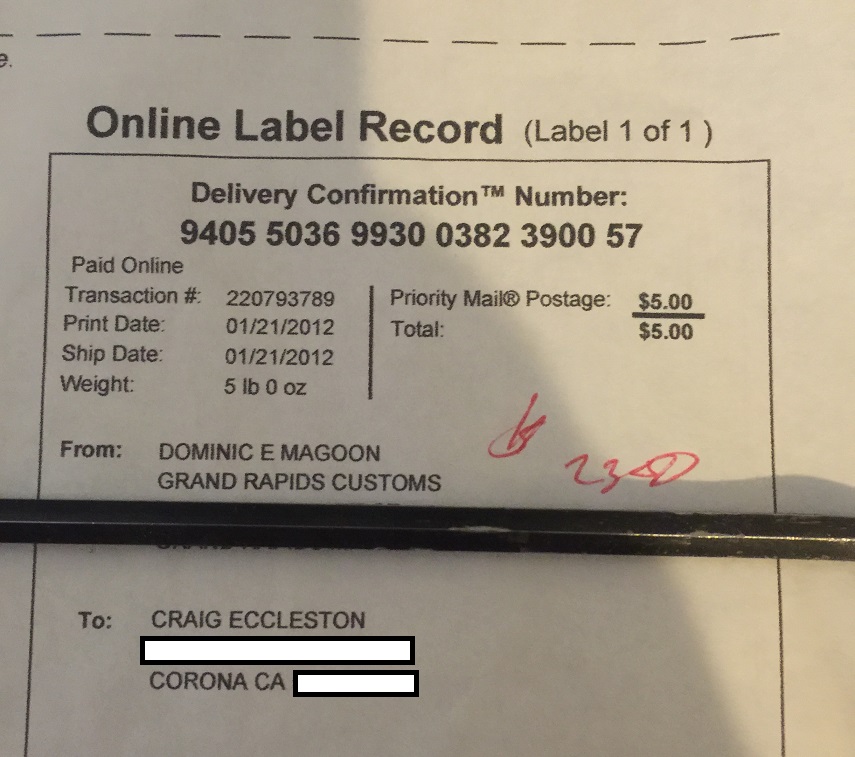 e.
Online Label Record (Label 1 of 1 )
Delivery Confirmation™ Number:
9405 5036 9930 0382 3900 57
Paid Online
Transaction #: 220793789
Print Date: 01/21/2012
Ship Date: 01/21/2012
Weight: 5 lb 0 oz
Priority Mail® Postage: $5.00
Total: $5.00
From: DOMINIC E MAGOON
GRAND RAPIDS CUSTOMS
To: CRAIG ECCLESTON
CORONA CA